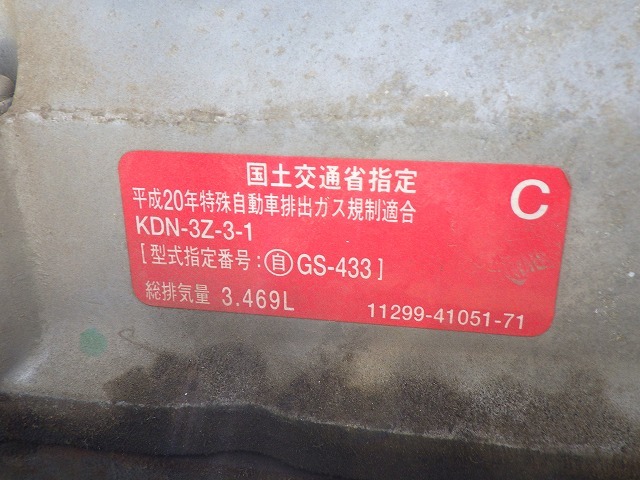 国土交通省指定
C
平成20年特殊自動車排出ガス規制適合
KDN-3Z-3-1
[型式指定番号:㊀GS-433]
総排気量 3.469L
11299-41051-71